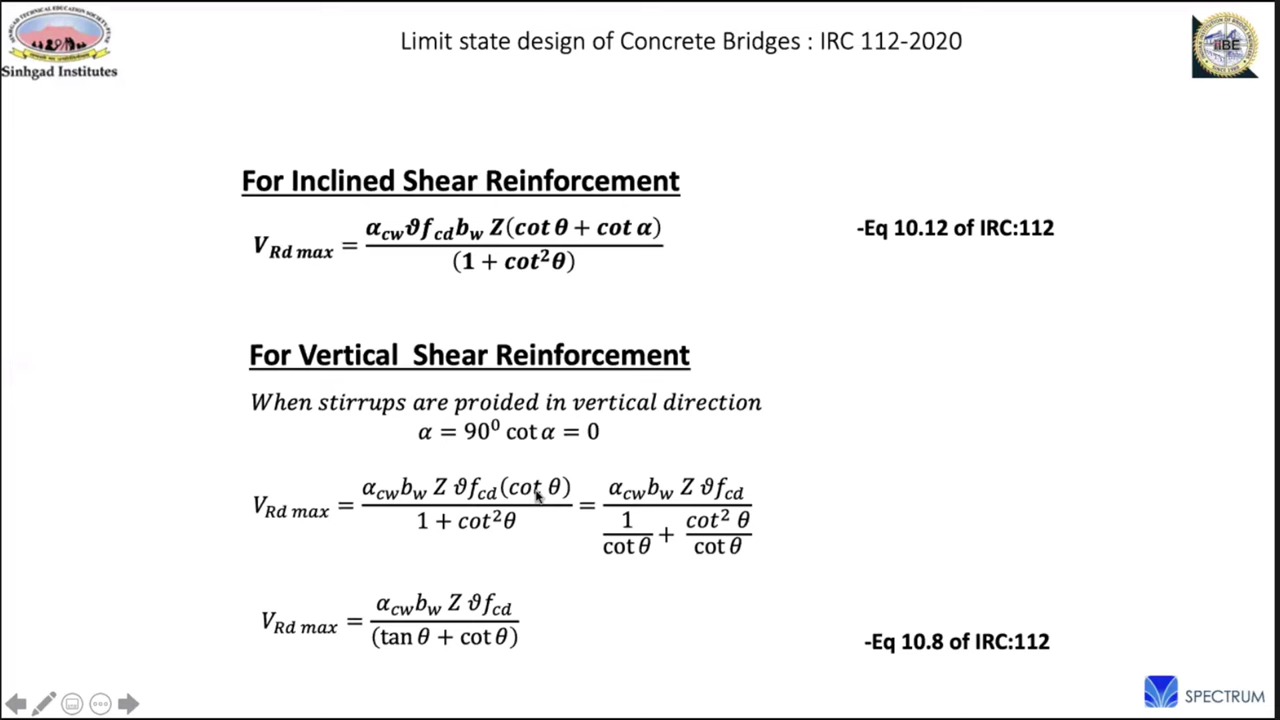 Limit state design of Concrete Bridges : IRC 112-2020
Sinhgad Institutes
iiBE
For Inclined Shear Reinforcement
V_Rd max = α_cw ϑ f_cd b_w Z(cot θ + cot α) / (1 + cot²θ)
-Eq 10.12 of IRC:112
For Vertical Shear Reinforcement
When stirrups are proided in vertical direction
α = 90⁰ cot α = 0
V_Rd max = α_cw b_w Z ϑ f_cd (cot θ) / 1 + cot²θ = α_cw b_w Z ϑ f_cd / 1/cot θ + cot² θ/cot θ
V_Rd max = α_cw b_w Z ϑ f_cd / (tan θ + cot θ)
-Eq 10.8 of IRC:112
SPECTRUM